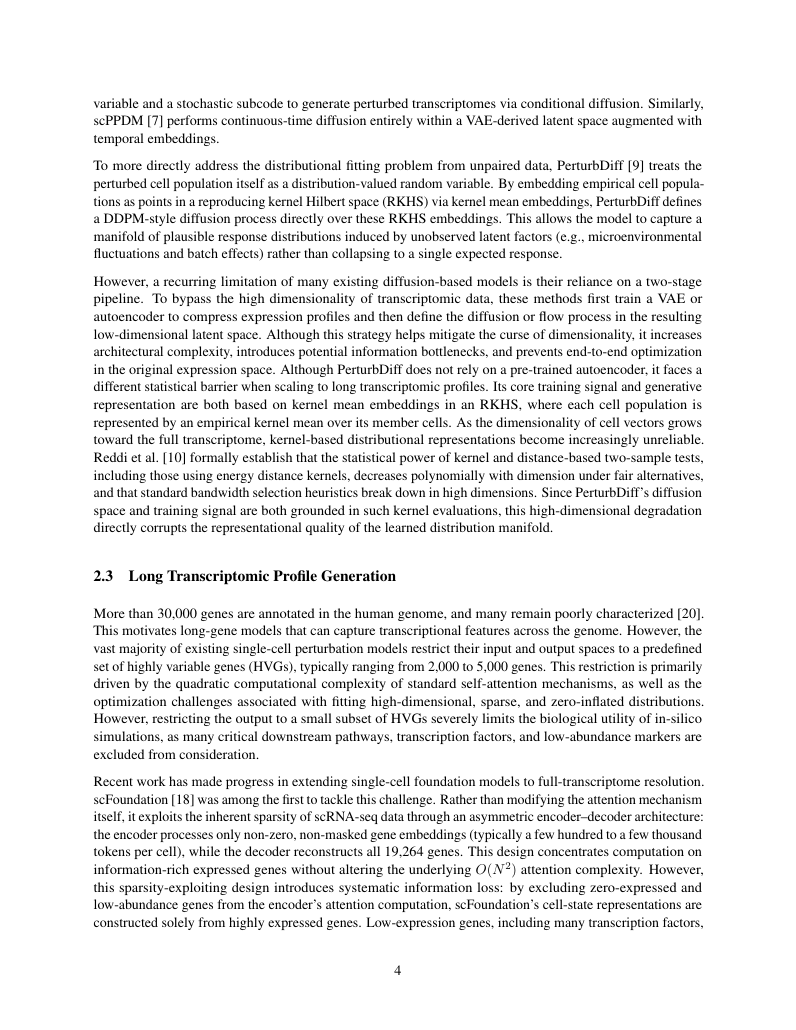 variable and a stochastic subcode to generate perturbed transcriptomes via conditional diffusion. Similarly,
scPPDM [7] performs continuous-time diffusion entirely within a VAE-derived latent space augmented with
temporal embeddings.
To more directly address the distributional fitting problem from unpaired data, PerturbDiff [9] treats the
perturbed cell population itself as a distribution-valued random variable. By embedding empirical cell popula-
tions as points in a reproducing kernel Hilbert space (RKHS) via kernel mean embeddings, PerturbDiff defines
a DDPM-style diffusion process directly over these RKHS embeddings. This allows the model to capture a
manifold of plausible response distributions induced by unobserved latent factors (e.g., microenvironmental
fluctuations and batch effects) rather than collapsing to a single expected response.
However, a recurring limitation of many existing diffusion-based models is their reliance on a two-stage
pipeline. To bypass the high dimensionality of transcriptomic data, these methods first train a VAE or
autoencoder to compress expression profiles and then define the diffusion or flow process in the resulting
low-dimensional latent space. Although this strategy helps mitigate the curse of dimensionality, it increases
architectural complexity, introduces potential information bottlenecks, and prevents end-to-end optimization
in the original expression space. Although PerturbDiff does not rely on a pre-trained autoencoder, it faces a
different statistical barrier when scaling to long transcriptomic profiles. Its core training signal and generative
representation are both based on kernel mean embeddings in an RKHS, where each cell population is
represented by an empirical kernel mean over its member cells. As the dimensionality of cell vectors grows
toward the full transcriptome, kernel-based distributional representations become increasingly unreliable.
Reddi et al. [10] formally establish that the statistical power of kernel and distance-based two-sample tests,
including those using energy distance kernels, decreases polynomially with dimension under fair alternatives,
and that standard bandwidth selection heuristics break down in high dimensions. Since PerturbDiff's diffusion
space and training signal are both grounded in such kernel evaluations, this high-dimensional degradation
directly corrupts the representational quality of the learned distribution manifold.
2.3 Long Transcriptomic Profile Generation
More than 30,000 genes are annotated in the human genome, and many remain poorly characterized [20].
This motivates long-gene models that can capture transcriptional features across the genome. However, the
vast majority of existing single-cell perturbation models restrict their input and output spaces to a predefined
set of highly variable genes (HVGs), typically ranging from 2,000 to 5,000 genes. This restriction is primarily
driven by the quadratic computational complexity of standard self-attention mechanisms, as well as the
optimization challenges associated with fitting high-dimensional, sparse, and zero-inflated distributions.
However, restricting the output to a small subset of HVGs severely limits the biological utility of in-silico
simulations, as many critical downstream pathways, transcription factors, and low-abundance markers are
excluded from consideration.
Recent work has made progress in extending single-cell foundation models to full-transcriptome resolution.
scFoundation [18] was among the first to tackle this challenge. Rather than modifying the attention mechanism
itself, it exploits the inherent sparsity of scRNA-seq data through an asymmetric encoder–decoder architecture:
the encoder processes only non-zero, non-masked gene embeddings (typically a few hundred to a few thousand
tokens per cell), while the decoder reconstructs all 19,264 genes. This design concentrates computation on
information-rich expressed genes without altering the underlying O(N²) attention complexity. However,
this sparsity-exploiting design introduces systematic information loss: by excluding zero-expressed and
low-abundance genes from the encoder's attention computation, scFoundation's cell-state representations are
constructed solely from highly expressed genes. Low-expression genes, including many transcription factors,
4